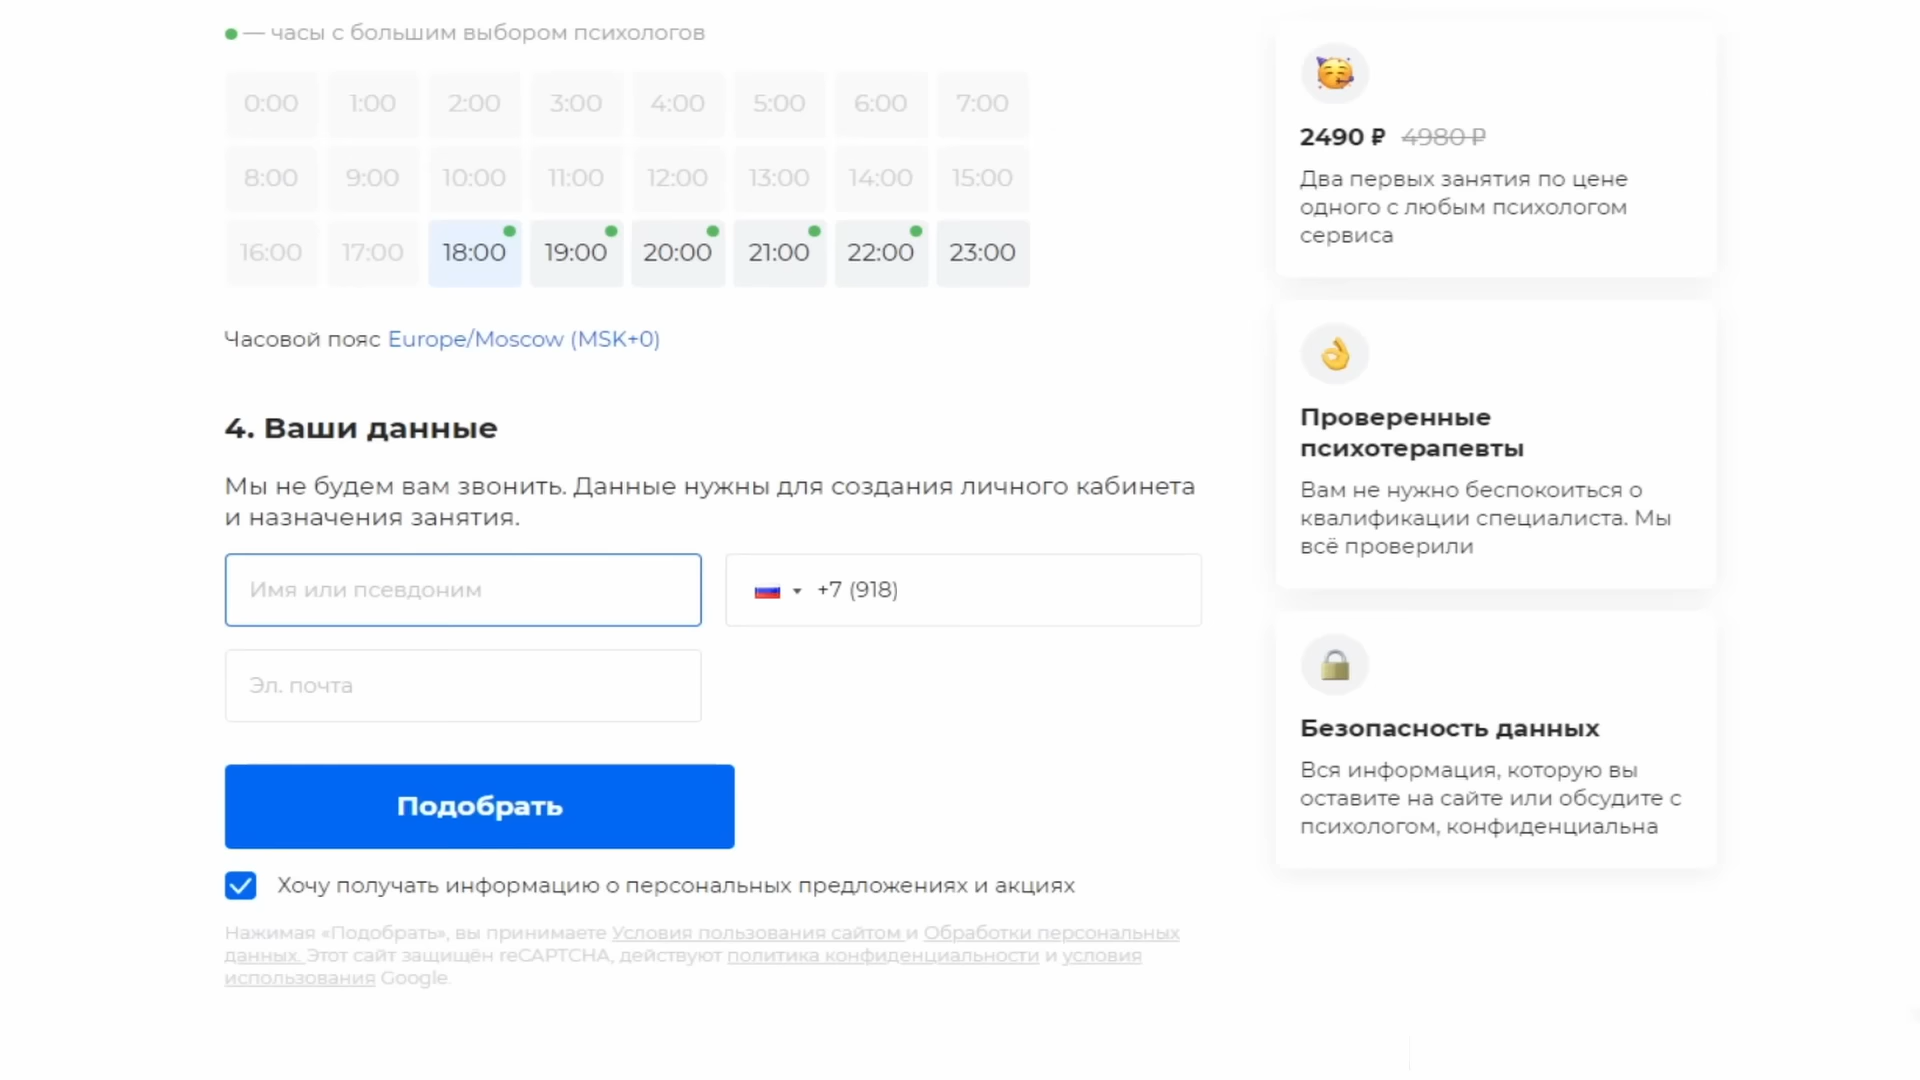 — часы с большим выбором психологов
0:00 1:00 2:00 3:00 4:00 5:00 6:00 7:00
8:00 9:00 10:00 11:00 12:00 13:00 14:00 15:00
16:00 17:00 18:00 19:00 20:00 21:00 22:00 23:00
Часовой пояс Europe/Moscow (MSK+0)
4. Ваши данные
Мы не будем вам звонить. Данные нужны для создания личного кабинета
и назначения занятия.
Имя или псевдоним
+7 (918)
Эл. почта
Подобрать
Хочу получать информацию о персональных предложениях и акциях
Нажимая «Подобрать», вы принимаете Условия пользования сайтом и Обработки персональных
данных. Этот сайт защищён reCAPTCHA, действуют политика конфиденциальности и условия
использования Google.
2490 ₽ 4980 ₽
Два первых занятия по цене
одного с любым психологом
сервиса
Проверенные
психотерапевты
Вам не нужно беспокоиться о
квалификации специалиста. Мы
всё проверили
Безопасность данных
Вся информация, которую вы
оставите на сайте или обсудите с
психологом, конфиденциальна